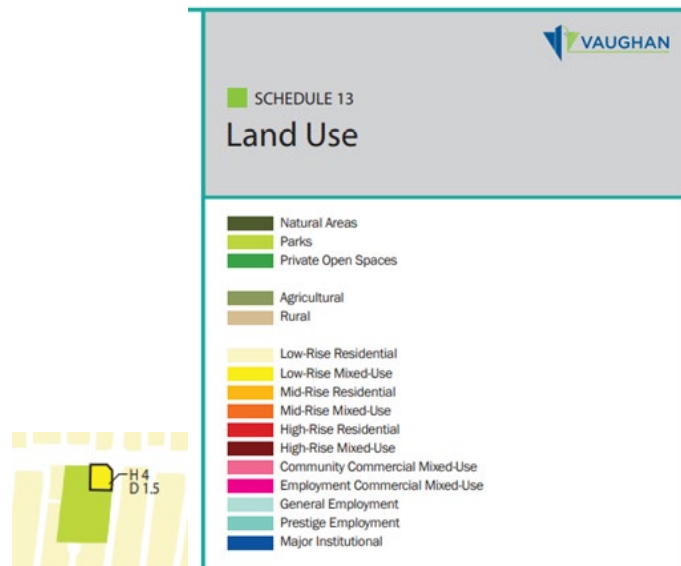 VAUGHAN
SCHEDULE 13
Land Use
Natural Areas
Parks
Private Open Spaces
Agricultural
Rural
Low-Rise Residential
Low-Rise Mixed-Use
Mid-Rise Residential
Mid-Rise Mixed-Use
High-Rise Residential
High-Rise Mixed-Use
Community Commercial Mixed-Use
Employment Commercial Mixed-Use
General Employment
Prestige Employment
Major Institutional
H 4
D 1.5